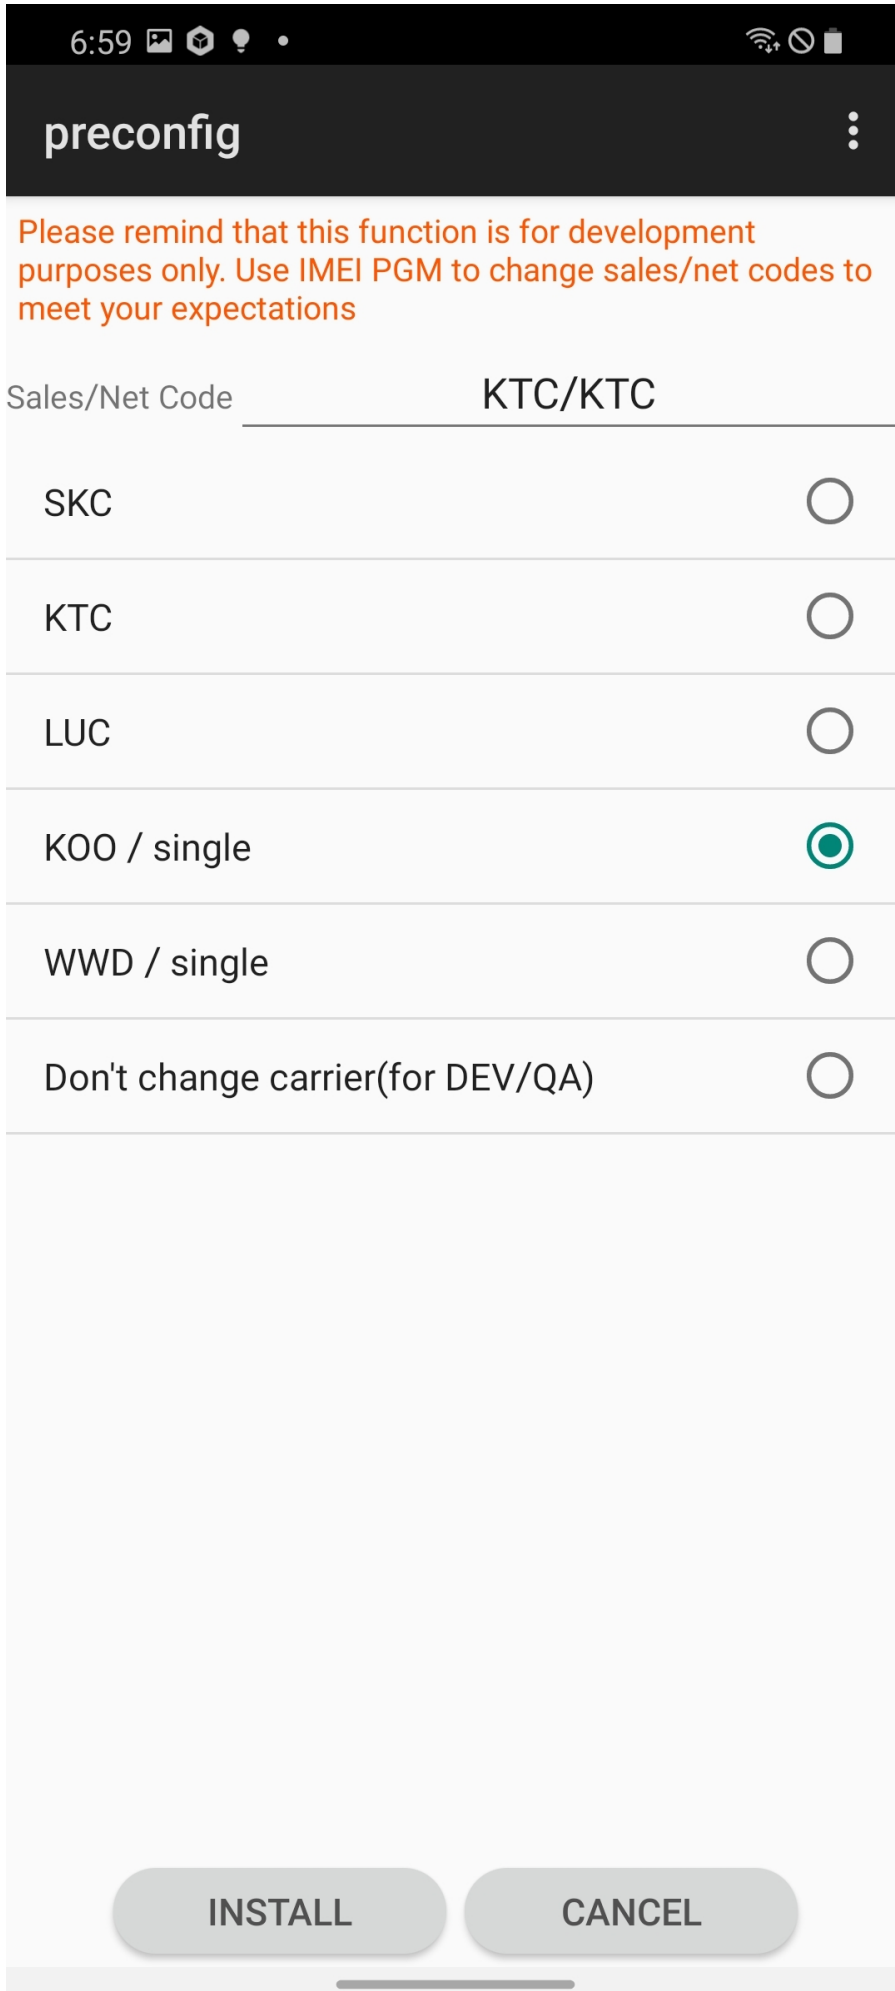 6:59
preconfig
Please remind that this function is for development
purposes only. Use IMEI PGM to change sales/net codes to
meet your expectations
Sales/Net Code KTC/KTC
SKC
KTC
LUC
KOO / single
WWD / single
Don't change carrier(for DEV/QA)
INSTALL CANCEL